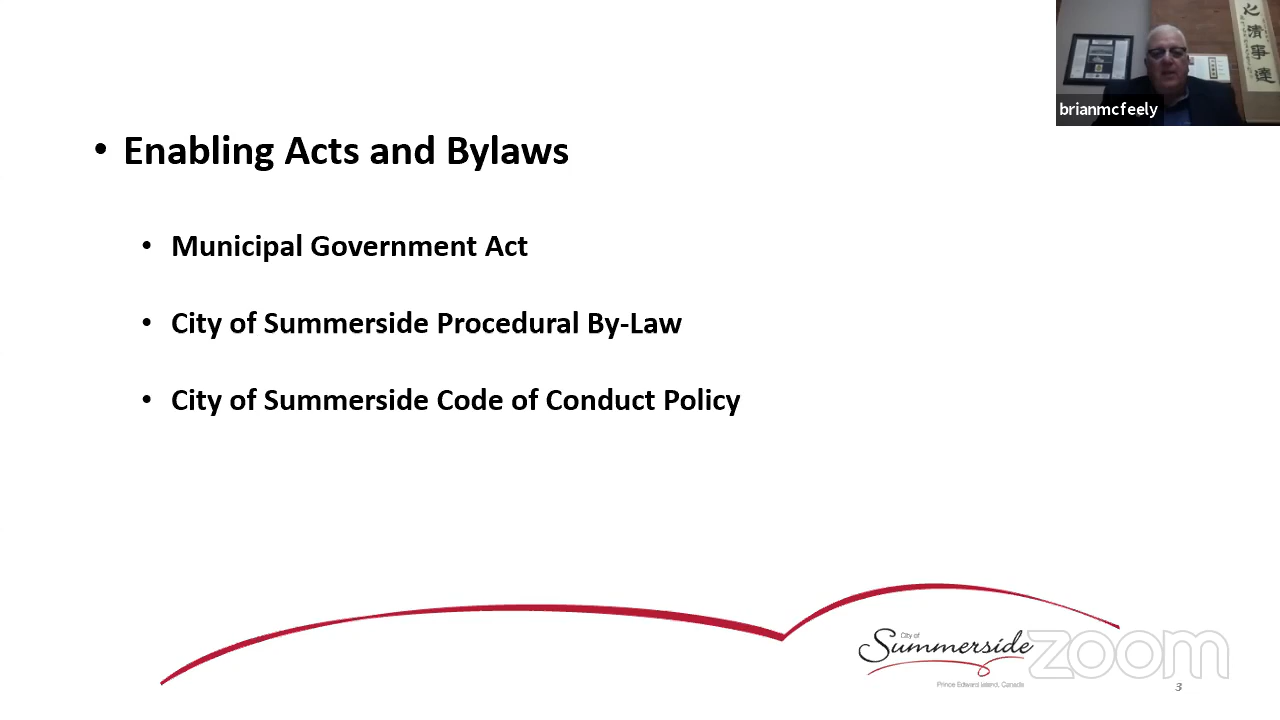 brianmcfeely
• Enabling Acts and Bylaws
• Municipal Government Act
• City of Summerside Procedural By-Law
• City of Summerside Code of Conduct Policy
City of
Summerside
Prince Edward Island, Canada
zoom
3